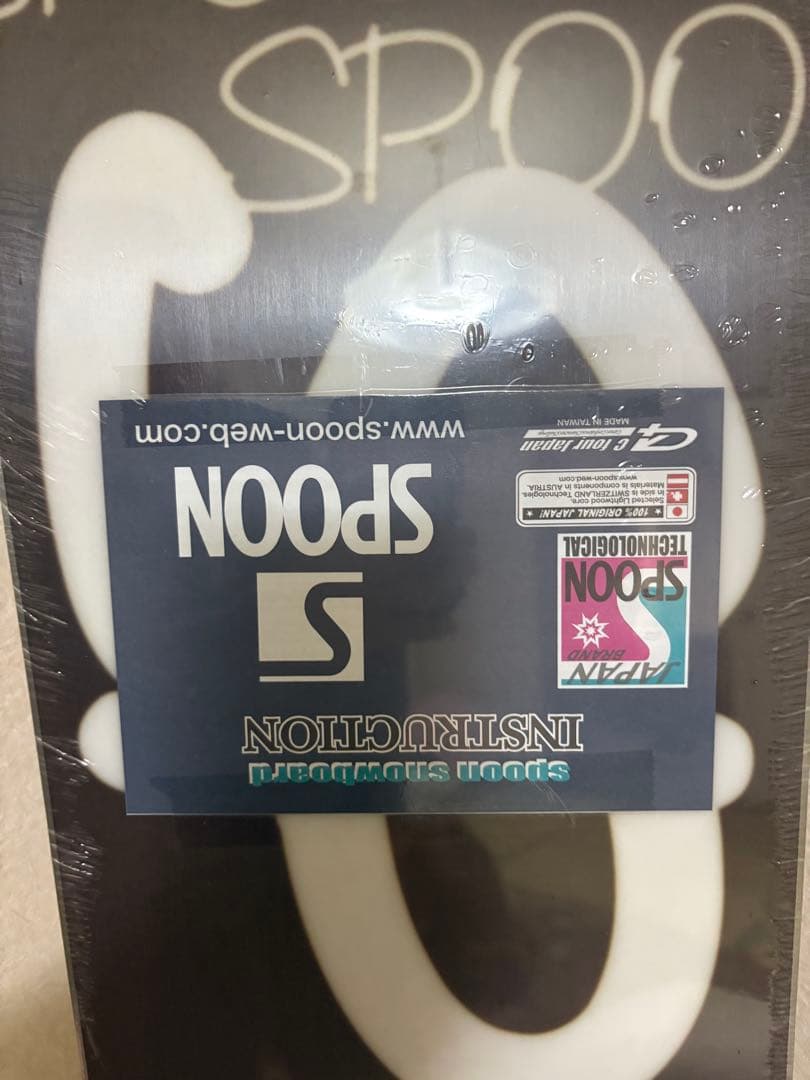 SPOO
spoon snowboard
INSTRUCTION
S
SPOON
www.spoon-web.com
JAPAN
BRAND
SPOON
TECHNOLOGICAL
★ 100% ORIGINAL JAPAN! ★
Selected Lightwood core.
In side is SWITZERLAND Technologies.
Materials is components in AUSTRIA.
www.spoon-wed.com
C Four Japan
MADE IN TAIWAN